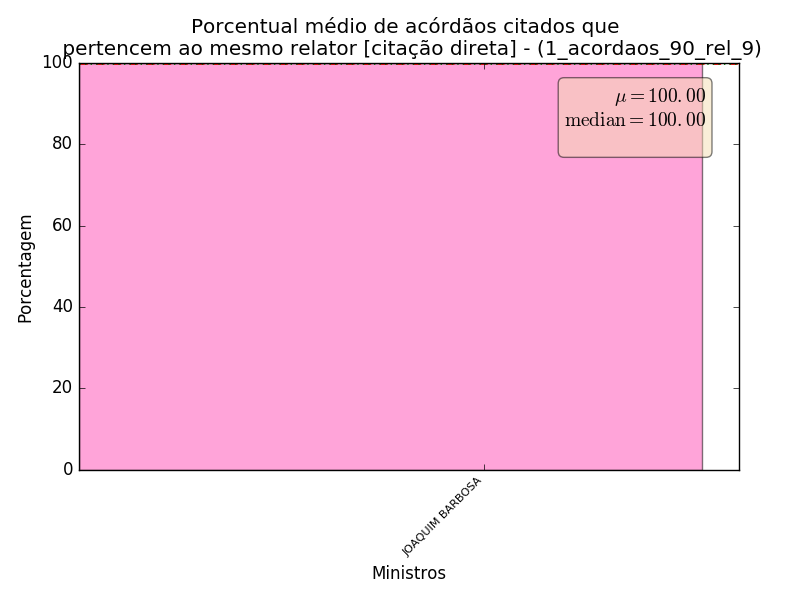 Porcentual médio de acórdãos citados que
pertencem ao mesmo relator [citação direta] - (1_acordaos_90_rel_9)
100
80
60
40
20
0
Porcentagem
μ = 100.00
median = 100.00
JOAQUIM BARBOSA
Ministros